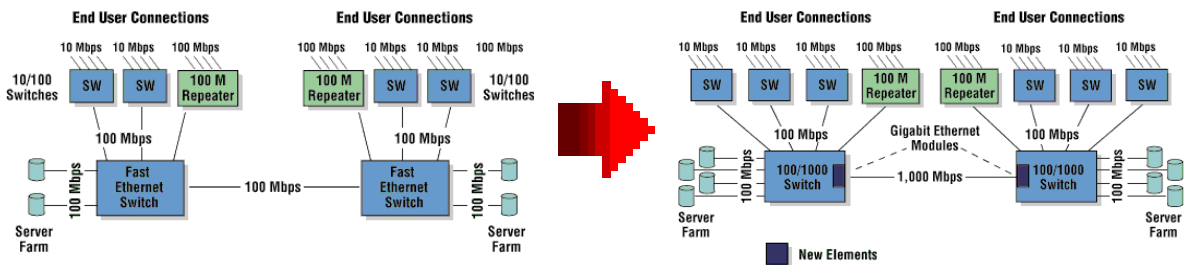 End User Connections
End User Connections
10 Mbps 10 Mbps 100 Mbps
100 Mbps 10 Mbps 10 Mbps 100 Mbps
10/100
Switches
SW
SW
100 M
Repeater
100 M
Repeater
SW
SW
10/100
Switches
100 Mbps
100 Mbps
100 Mbps
Fast
Ethernet
Switch
100 Mbps
Fast
Ethernet
Switch
100 Mbps
Server
Farm
Server
Farm
End User Connections
End User Connections
10 Mbps 10 Mbps 10 Mbps 100 Mbps
100 Mbps 10 Mbps 10 Mbps 10 Mbps
SW
SW
SW
100 M
Repeater
100 M
Repeater
SW
SW
SW
100 Mbps
Gigabit Ethernet
Modules
100 Mbps
100 Mbps
100/1000
Switch
1,000 Mbps
100/1000
Switch
100 Mbps
Server
Farm
Server
Farm
New Elements